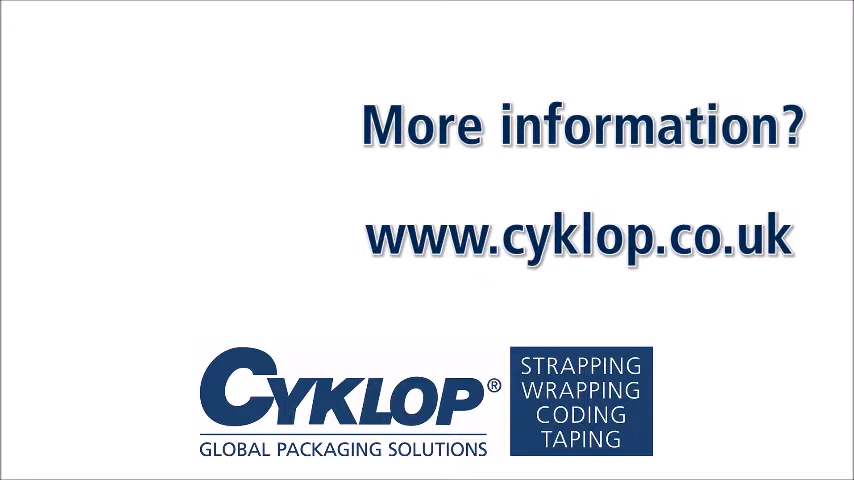 More information?
www.cyklop.co.uk
CYKLOP®
GLOBAL PACKAGING SOLUTIONS
STRAPPING
WRAPPING
CODING
TAPING